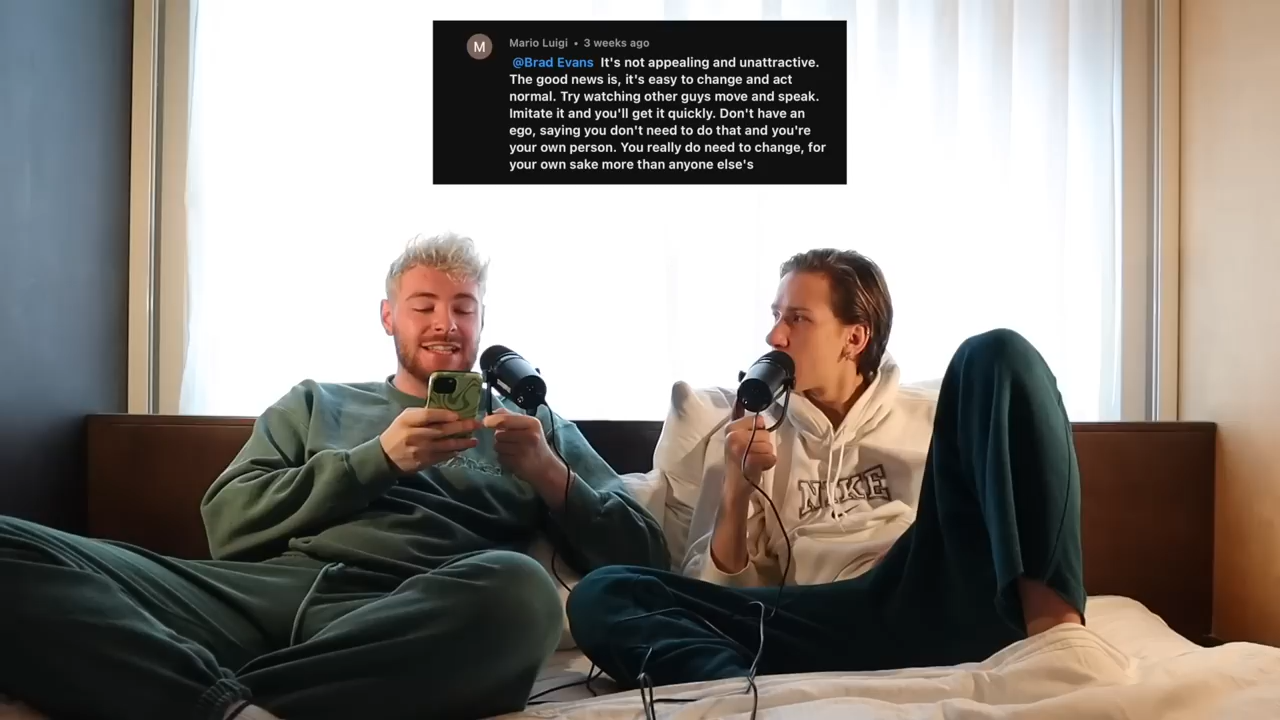 M
Mario Luigi • 3 weeks ago
@Brad Evans It's not appealing and unattractive.
The good news is, it's easy to change and act
normal. Try watching other guys move and speak.
Imitate it and you'll get it quickly. Don't have an
ego, saying you don't need to do that and you're
your own person. You really do need to change, for
your own sake more than anyone else's
NIKE